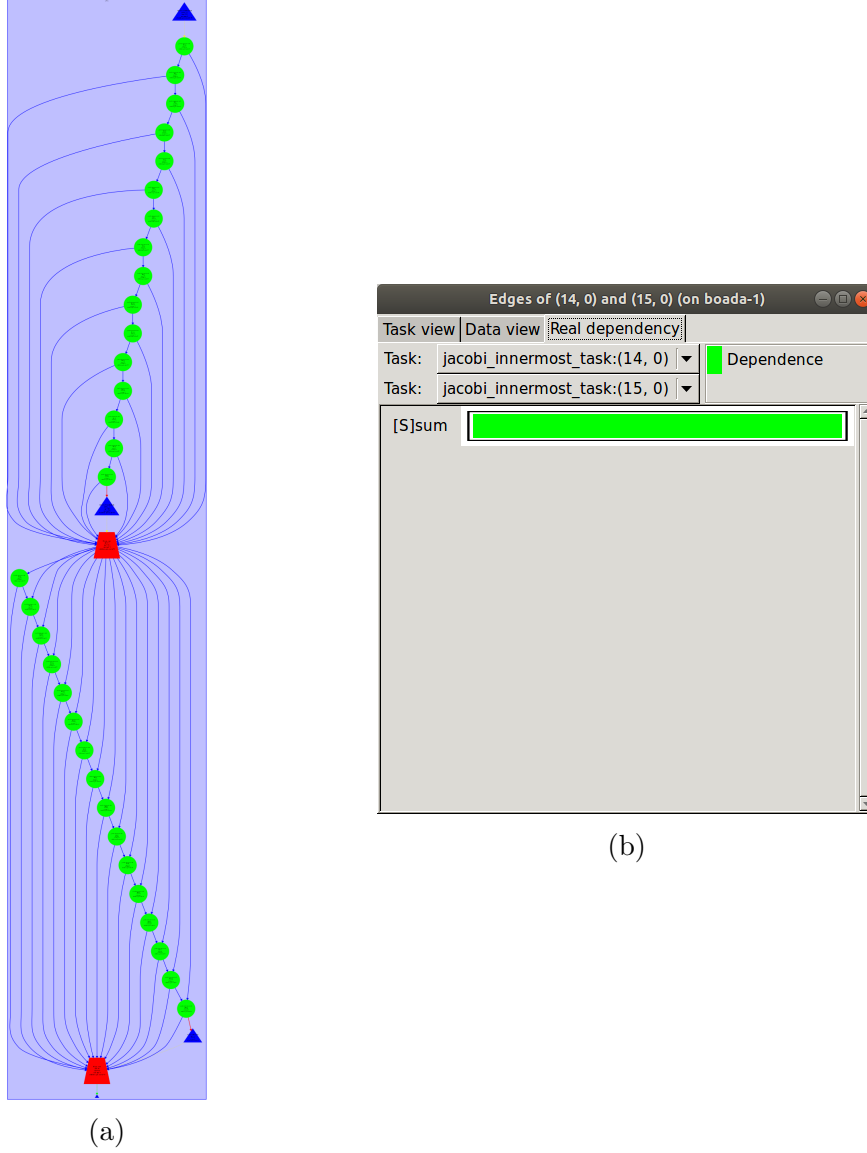 Edges of (14, 0) and (15, 0) (on boada-1)
Task view Data view Real dependency
Task: jacobi_innermost_task:(14, 0)
Dependence
Task: jacobi_innermost_task:(15, 0)
[S]sum
(b)
(a)